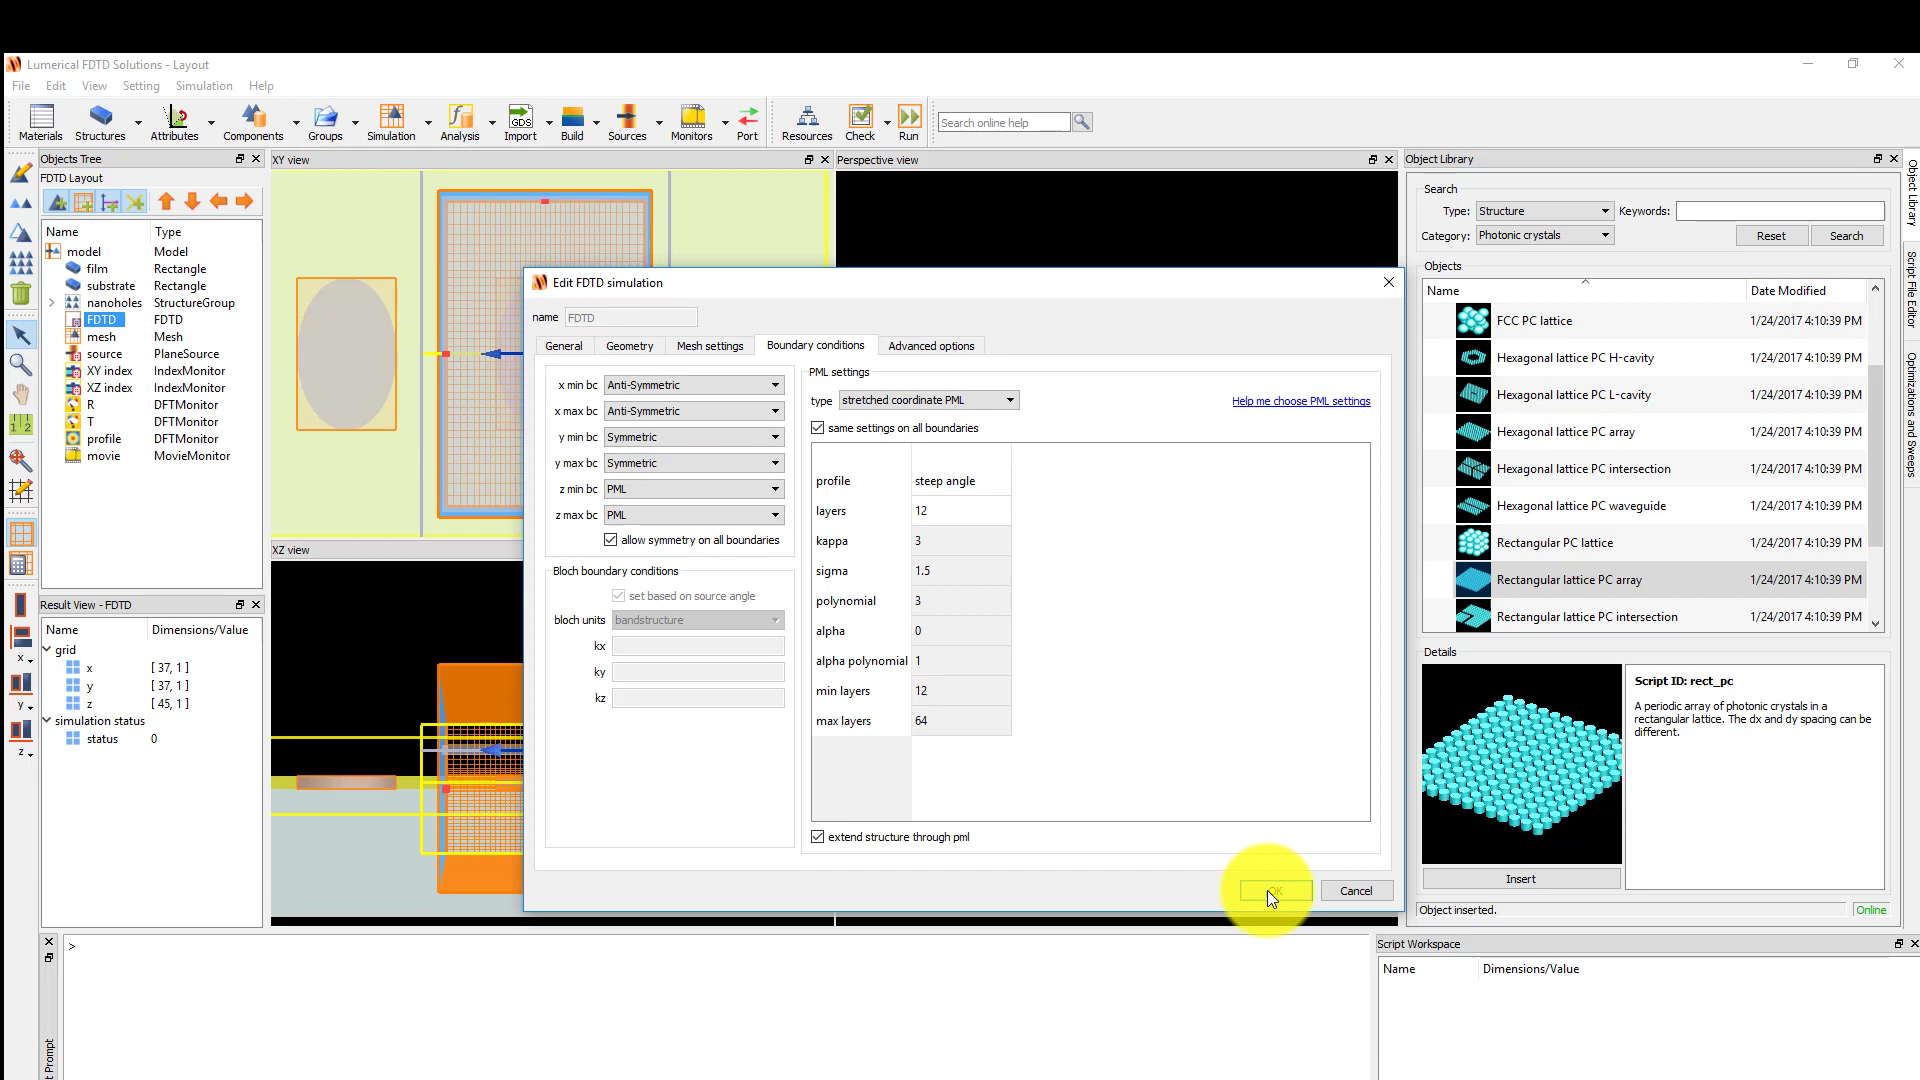 Lumerical FDTD Solutions - Layout
File Edit View Setting Simulation Help
Materials Structures Attributes Components Groups Simulation Analysis Import Build Sources Monitors Port Resources Check Run
GDS
Search online help
Objects Tree
FDTD Layout
Name Type
model Model
film Rectangle
substrate Rectangle
nanoholes StructureGroup
FDTD FDTD
mesh Mesh
source PlaneSource
XY index IndexMonitor
XZ index IndexMonitor
R DFTMonitor
T DFTMonitor
profile DFTMonitor
movie MovieMonitor
Result View - FDTD
Name Dimensions/Value
grid
x [ 37, 1 ]
y [ 37, 1 ]
z [ 45, 1 ]
simulation status
status 0
x
y
z
XY view
Perspective view
XZ view
Edit FDTD simulation
name FDTD
General Geometry Mesh settings Boundary conditions Advanced options
x min bc Anti-Symmetric
x max bc Anti-Symmetric
y min bc Symmetric
y max bc Symmetric
z min bc PML
z max bc PML
allow symmetry on all boundaries
Bloch boundary conditions
set based on source angle
bloch units bandstructure
kx
ky
kz
PML settings
type stretched coordinate PML
Help me choose PML settings
same settings on all boundaries
profile steep angle
layers 12
kappa 3
sigma 1.5
polynomial 3
alpha 0
alpha polynomial 1
min layers 12
max layers 64
extend structure through pml
OK Cancel
Object Library
Search
Type: Structure Keywords:
Category: Photonic crystals Reset Search
Objects
Name Date Modified
FCC PC lattice 1/24/2017 4:10:39 PM
Hexagonal lattice PC H-cavity 1/24/2017 4:10:39 PM
Hexagonal lattice PC L-cavity 1/24/2017 4:10:39 PM
Hexagonal lattice PC array 1/24/2017 4:10:39 PM
Hexagonal lattice PC intersection 1/24/2017 4:10:39 PM
Hexagonal lattice PC waveguide 1/24/2017 4:10:39 PM
Rectangular PC lattice 1/24/2017 4:10:39 PM
Rectangular lattice PC array 1/24/2017 4:10:39 PM
Rectangular lattice PC intersection 1/24/2017 4:10:39 PM
Details
Script ID: rect_pc
A periodic array of photonic crystals in a
rectangular lattice. The dx and dy spacing can be
different.
Insert
Object inserted. Online
Object Library
Script File Editor
Optimizations and Sweeps
>
t Prompt
Script Workspace
Name Dimensions/Value